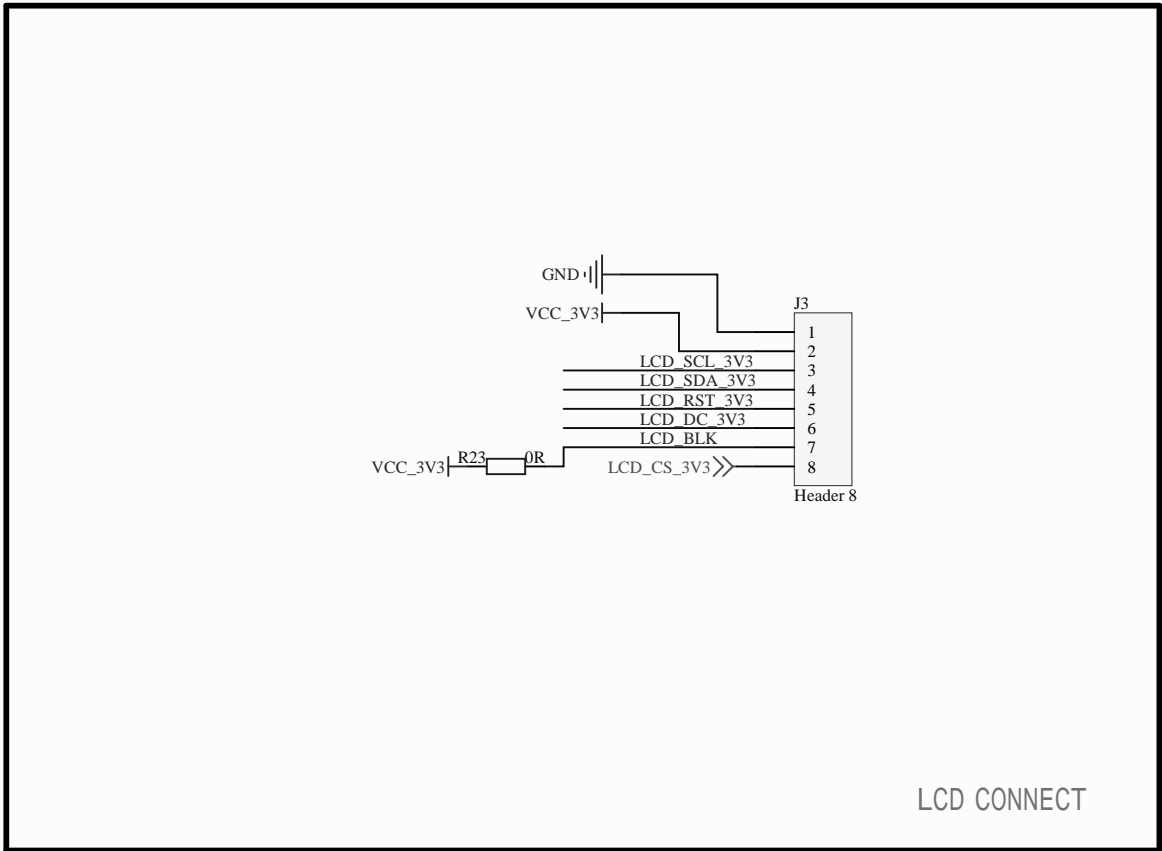 GND
J3
VCC_3V3
1
2
LCD_SCL_3V3 3
LCD_SDA_3V3 4
LCD_RST_3V3 5
LCD_DC_3V3 6
LCD_BLK 7
VCC_3V3 R23 0R LCD_CS_3V3 8
Header 8
LCD CONNECT